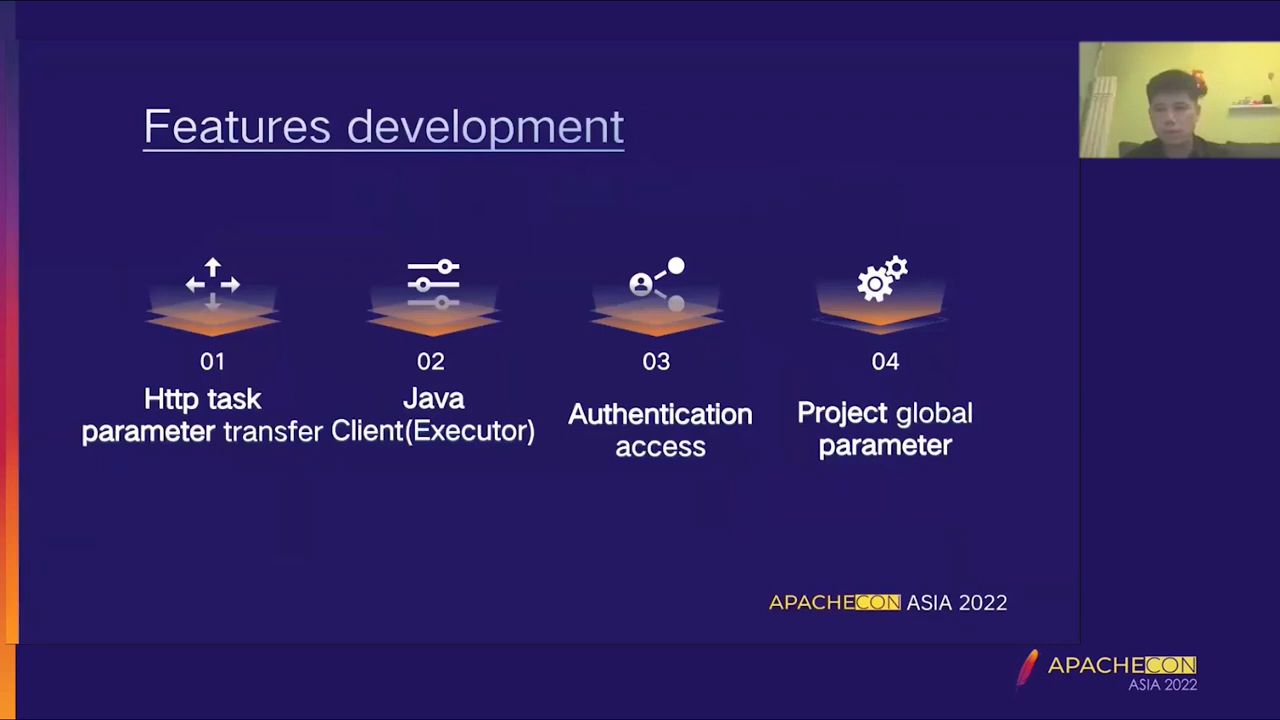 Features development
01
Http task
parameter transfer
02
Java
Client(Executor)
03
Authentication
access
04
Project global
parameter
APACHECON ASIA 2022
APACHECON
ASIA 2022